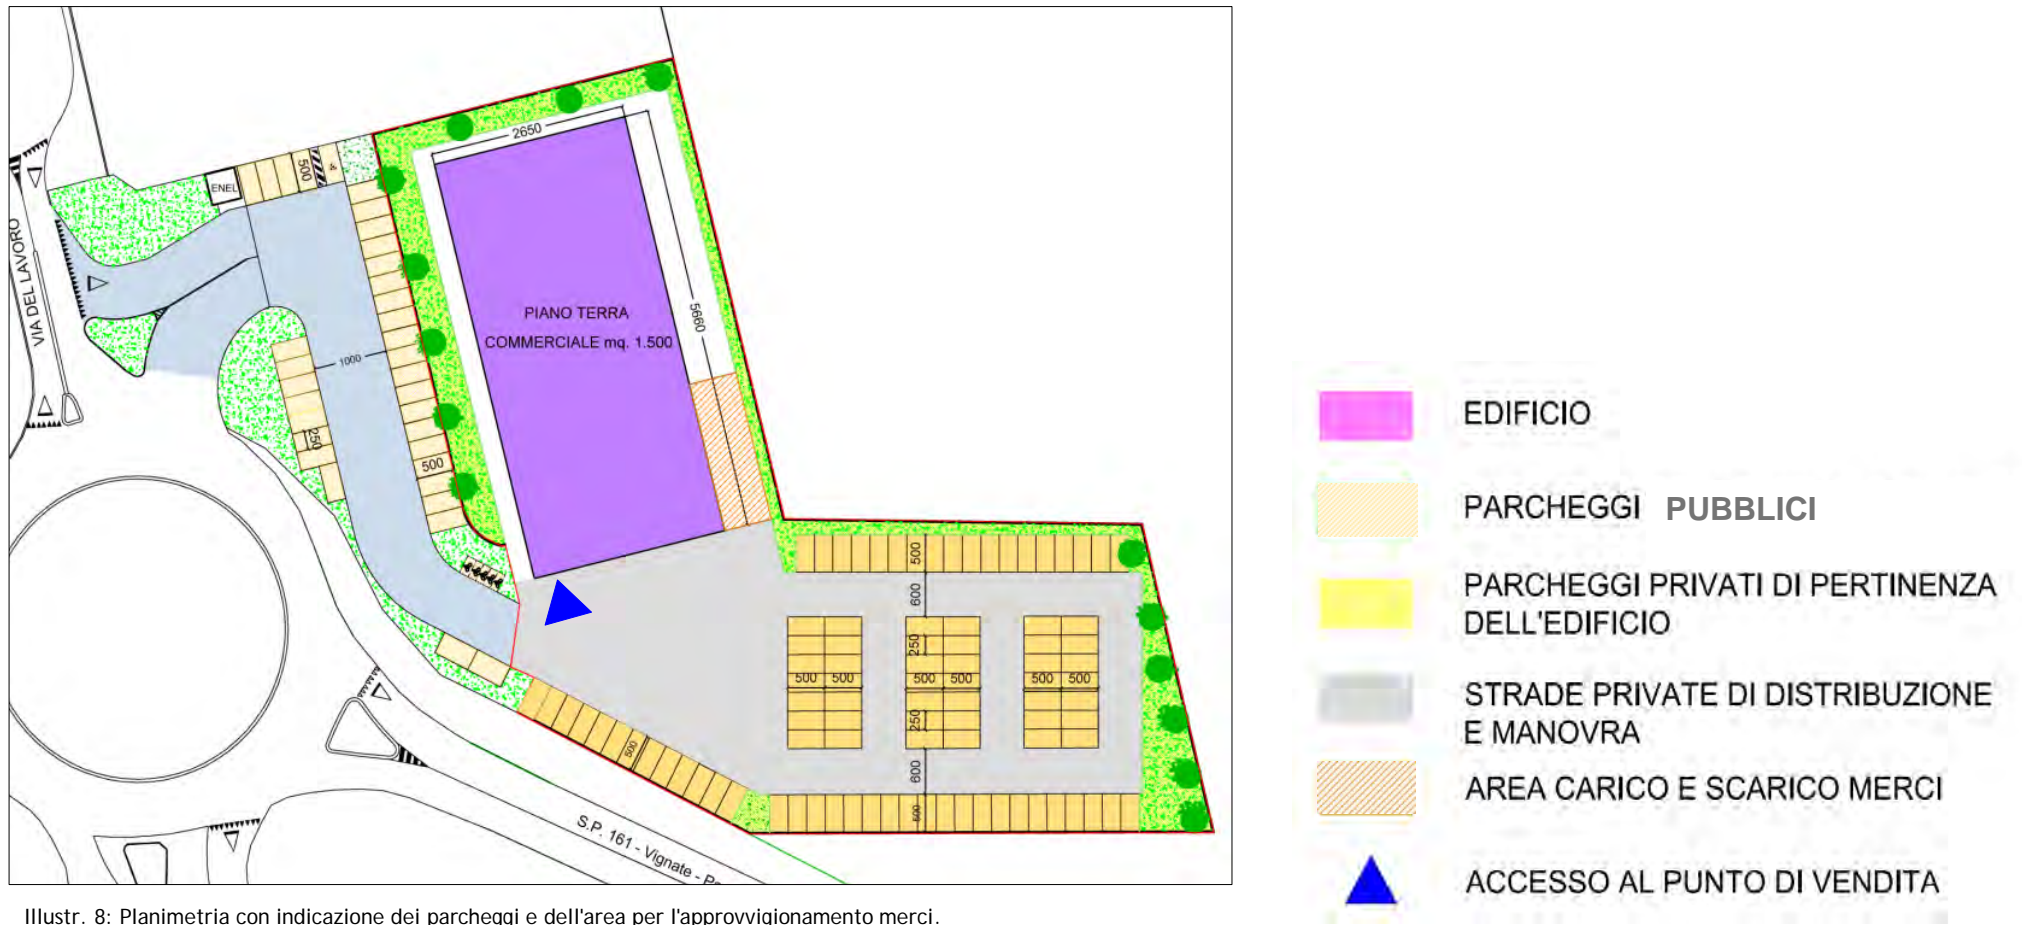 2650
ENEL
500
&
VIA DEL LAVORO
5660
PIANO TERRA
COMMERCIALE mq. 1.500
1000
250
500
500
600
250
500 500
500 500
500 500
250
500
600
500
S.P. 161 - Vignate - 
EDIFICIO
PARCHEGGI PUBBLICI
PARCHEGGI PRIVATI DI PERTINENZA
DELL'EDIFICIO
STRADE PRIVATE DI DISTRIBUZIONE
E MANOVRA
AREA CARICO E SCARICO MERCI
ACCESSO AL PUNTO DI VENDITA
Illustr. 8: Planimetria con indicazione dei parcheggi e dell'area per l'approvvigionamento merci.